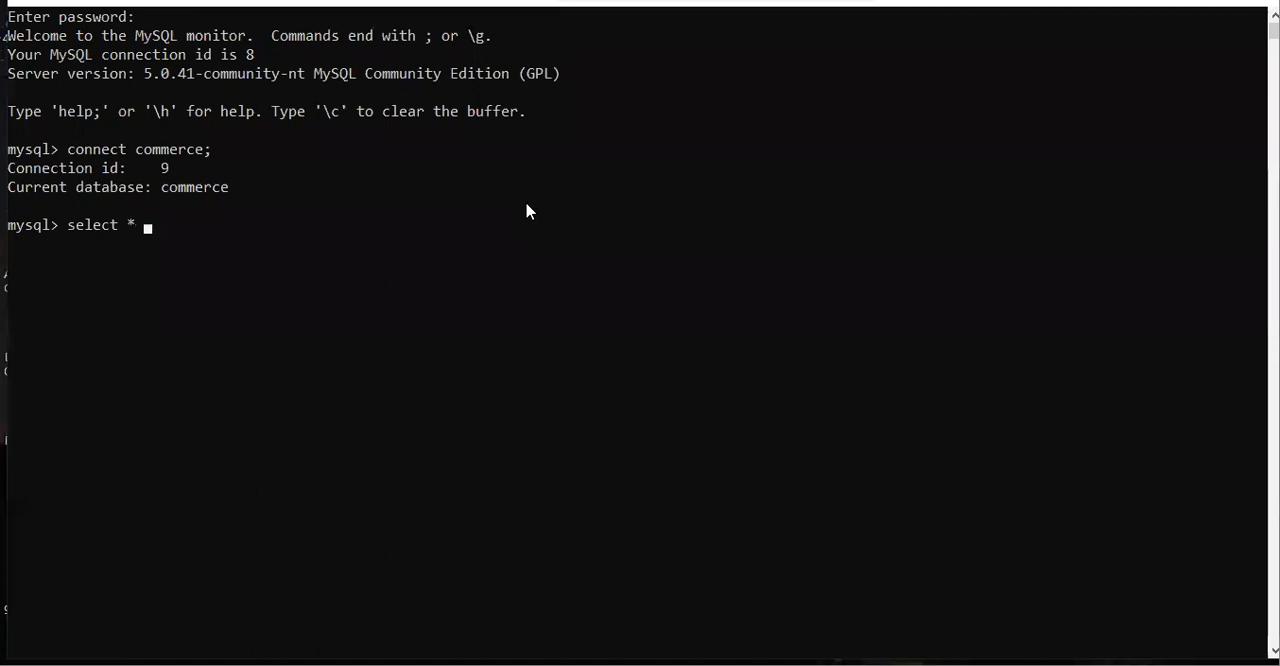 Enter password:
Welcome to the MySQL monitor.  Commands end with ; or \g.
Your MySQL connection id is 8
Server version: 5.0.41-community-nt MySQL Community Edition (GPL)
Type 'help;' or '\h' for help. Type '\c' to clear the buffer.
mysql> connect commerce;
Connection id:    9
Current database: commerce
mysql> select *